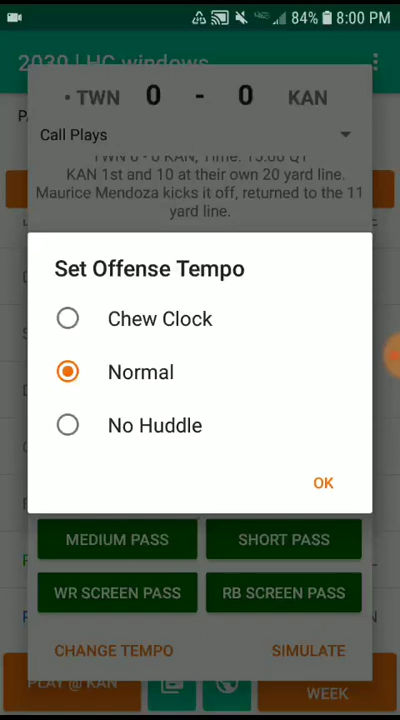 84% 8:00 PM
2030 | HC windows
• TWN 0 - 0 KAN
Call Plays
TWN 0 - 0 KAN, Time: 15:00 Q1
KAN 1st and 10 at their own 20 yard line.
Maurice Mendoza kicks it off, returned to the 11
yard line.
Set Offense Tempo
Chew Clock
Normal
No Huddle
OK
MEDIUM PASS SHORT PASS
WR SCREEN PASS RB SCREEN PASS
CHANGE TEMPO SIMULATE
PLAY @ KAN
WEEK